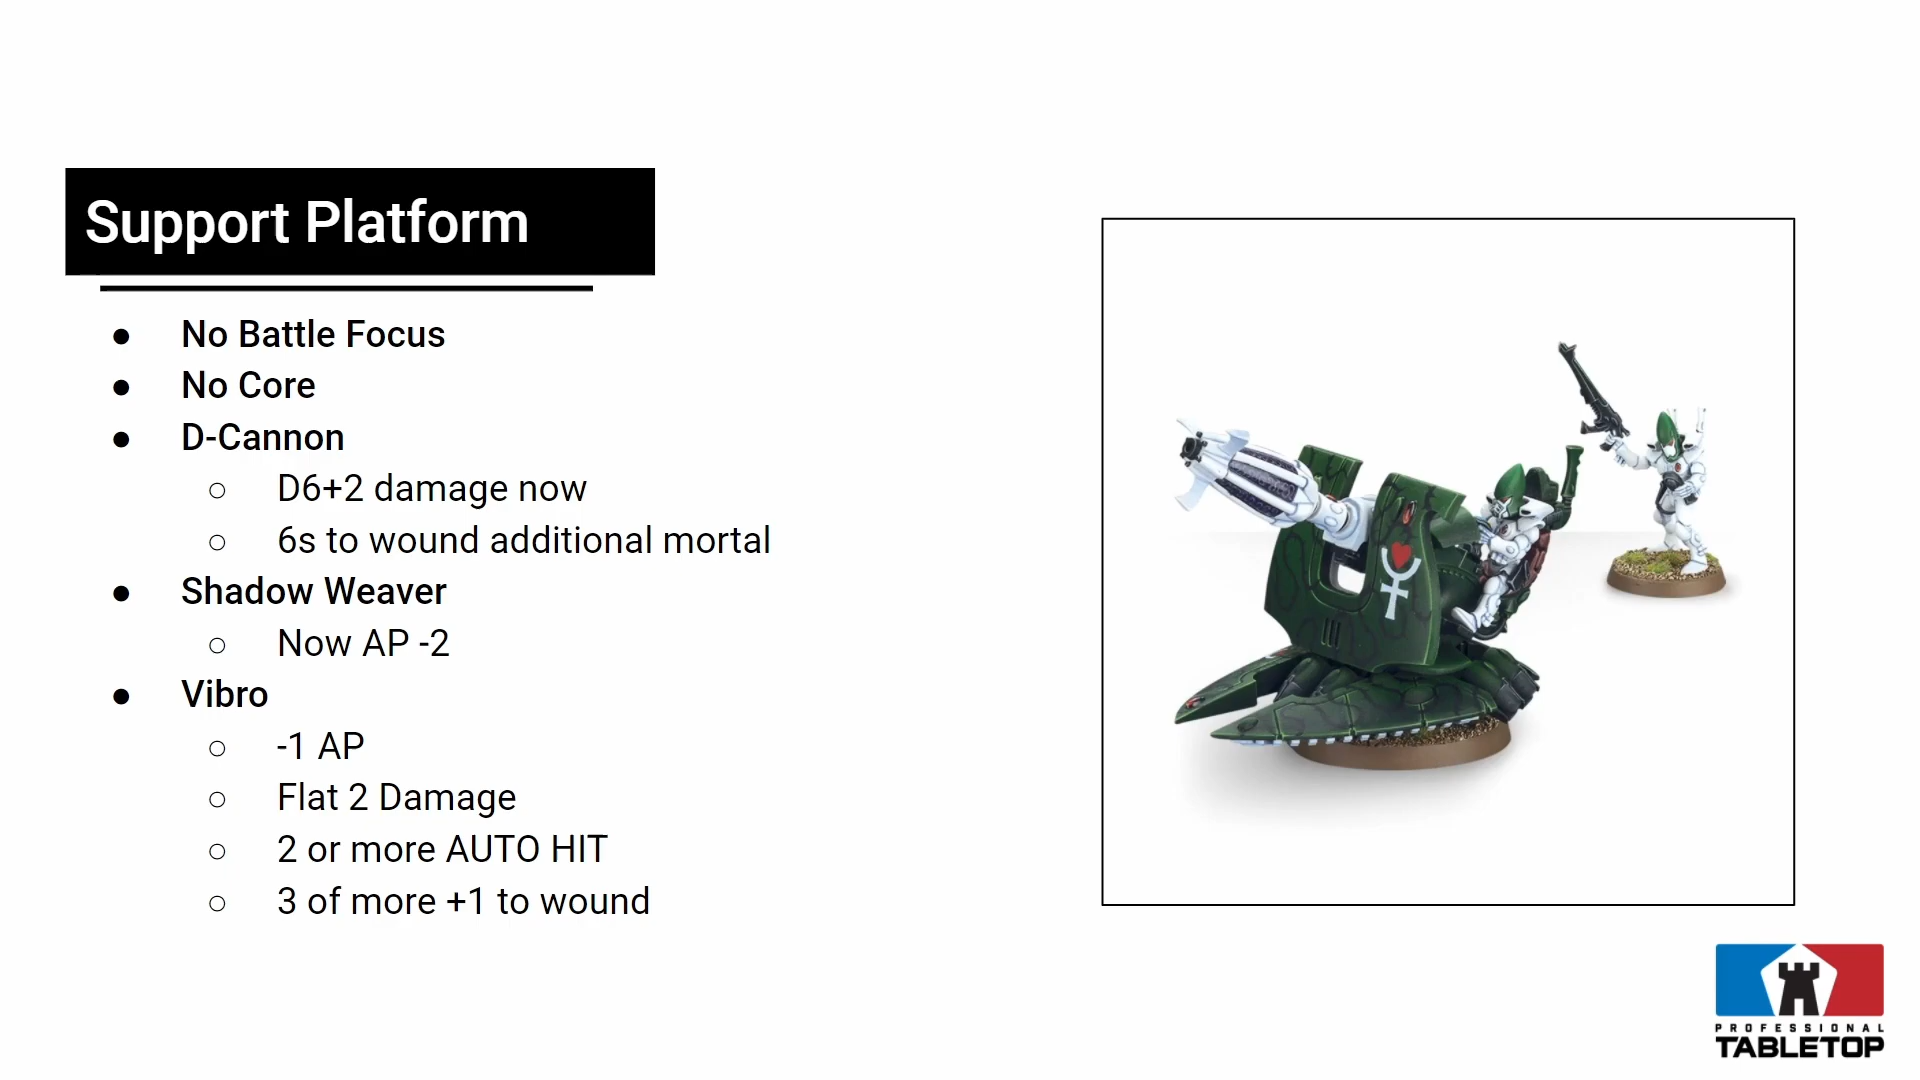 Support Platform
● No Battle Focus
● No Core
● D-Cannon
○ D6+2 damage now
○ 6s to wound additional mortal
● Shadow Weaver
○ Now AP -2
● Vibro
○ -1 AP
○ Flat 2 Damage
○ 2 or more AUTO HIT
○ 3 of more +1 to wound
PROFESSIONAL
TABLETOP